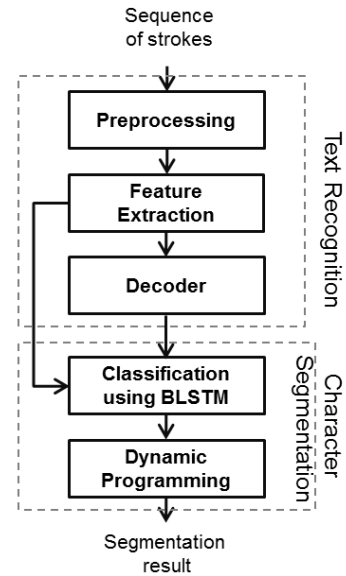 Sequence
of strokes
Preprocessing
Feature
Extraction
Decoder
Text Recognition
Classification
using BLSTM
Dynamic
Programming
Character
Segmentation
Segmentation
result